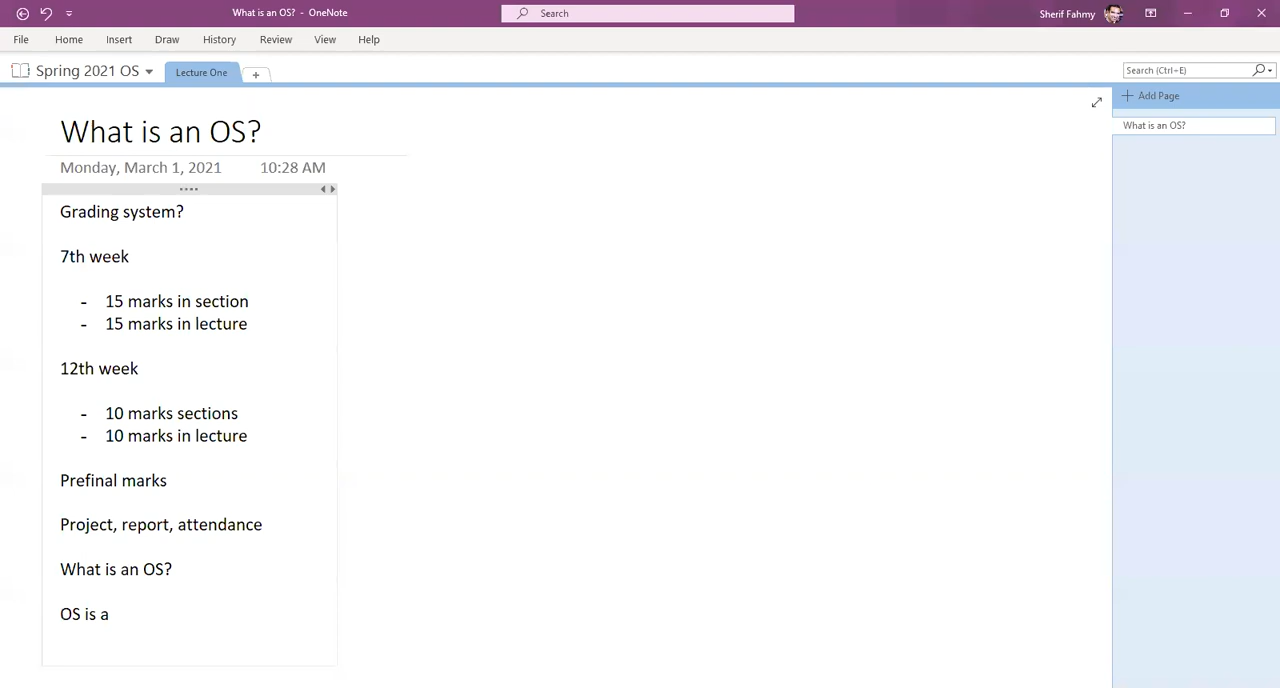 What is an OS? - OneNote
Search
Sherif Fahmy
File Home Insert Draw History Review View Help
Spring 2021 OS
Lecture One
+
Search (Ctrl+E)
Add Page
What is an OS?
What is an OS?
Monday, March 1, 2021 10:28 AM
Grading system?
7th week
- 15 marks in section
- 15 marks in lecture
12th week
- 10 marks sections
- 10 marks in lecture
Prefinal marks
Project, report, attendance
What is an OS?
OS is a